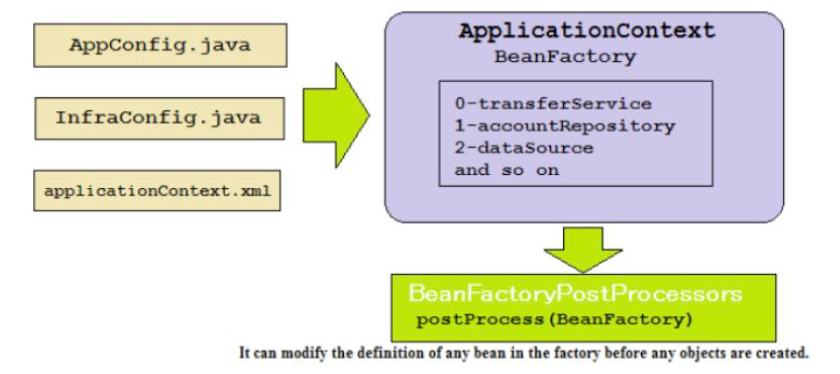 AppConfig.java
InfraConfig.java
applicationContext.xml
ApplicationContext
BeanFactory
0-transferService
1-accountRepository
2-dataSource
and so on
BeanFactoryPostProcessors
postProcess(BeanFactory)
It can modify the definition of any bean in the factory before any objects are created.